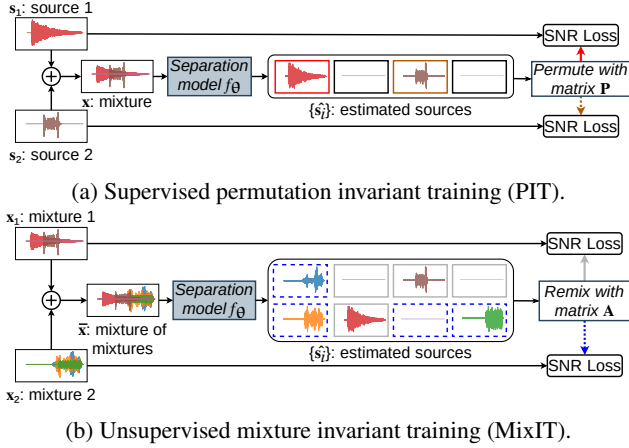 s₁: source 1
SNR Loss
Separation
model fθ
Permute with
matrix P
x: mixture
{ŝᵢ}: estimated sources
SNR Loss
s₂: source 2
(a) Supervised permutation invariant training (PIT).
x₁: mixture 1
SNR Loss
Separation
model fθ
Remix with
matrix A
x̄: mixture of
mixtures
{ŝᵢ}: estimated sources
SNR Loss
x₂: mixture 2
(b) Unsupervised mixture invariant training (MixIT).